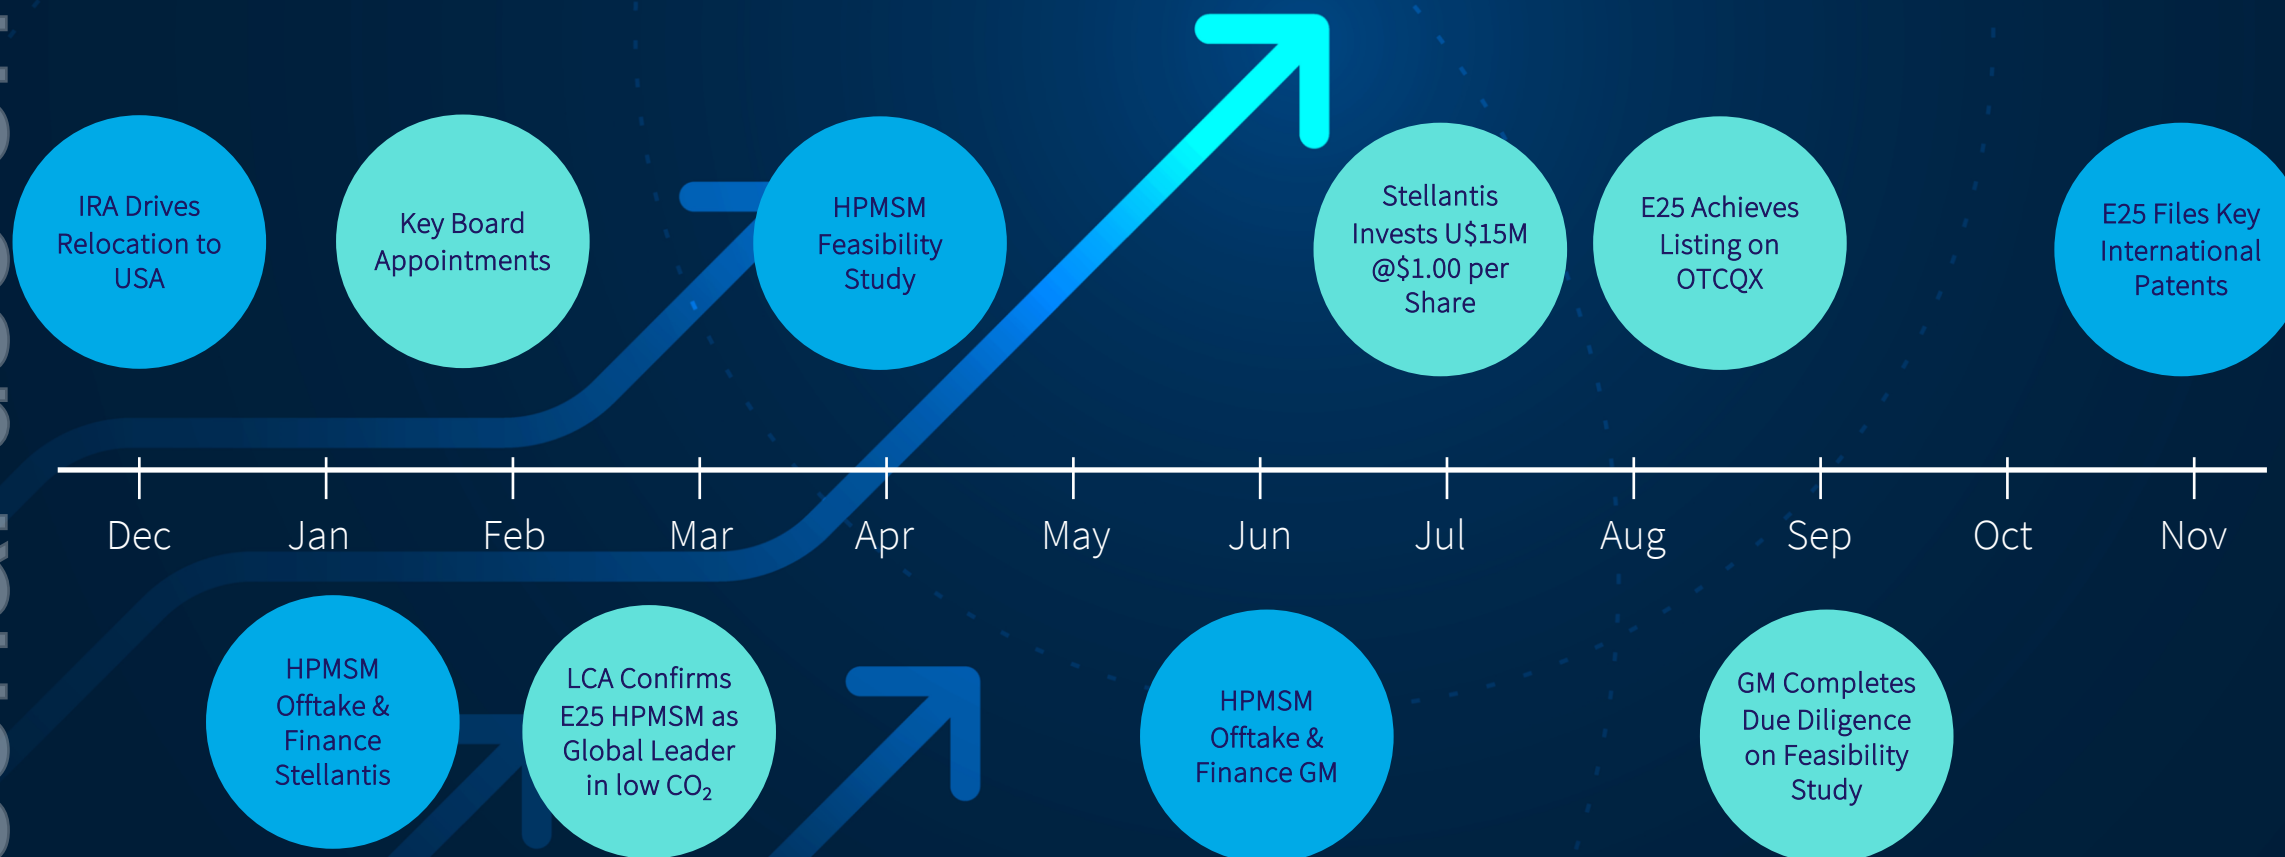 IRA Drives
Relocation to
USA
Key Board
Appointments
HPMSM
Feasibility
Study
Stellantis
Invests U$15M
@$1.00 per
Share
E25 Achieves
Listing on
OTCQX
E25 Files Key
International
Patents
Dec Jan Feb Mar Apr May Jun Jul Aug Sep Oct Nov
HPMSM
Offtake &
Finance
Stellantis
LCA Confirms
E25 HPMSM as
Global Leader
in low CO₂
HPMSM
Offtake &
Finance GM
GM Completes
Due Diligence
on Feasibility
Study